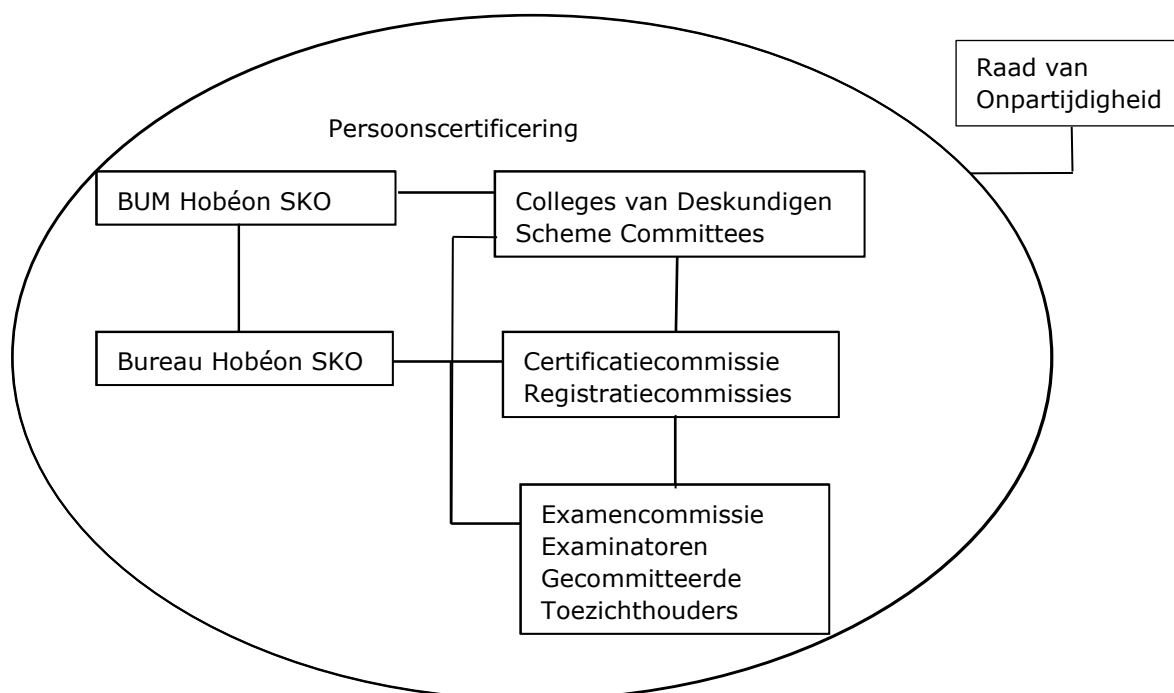 Raad van
Onpartijdigheid
Persoonscertificering
BUM Hobéon SKO
Colleges van Deskundigen
Scheme Committees
Bureau Hobéon SKO
Certificatiecommissie
Registratiecommissies
Examencommissie
Examinatoren
Gecommitteerde
Toezichthouders